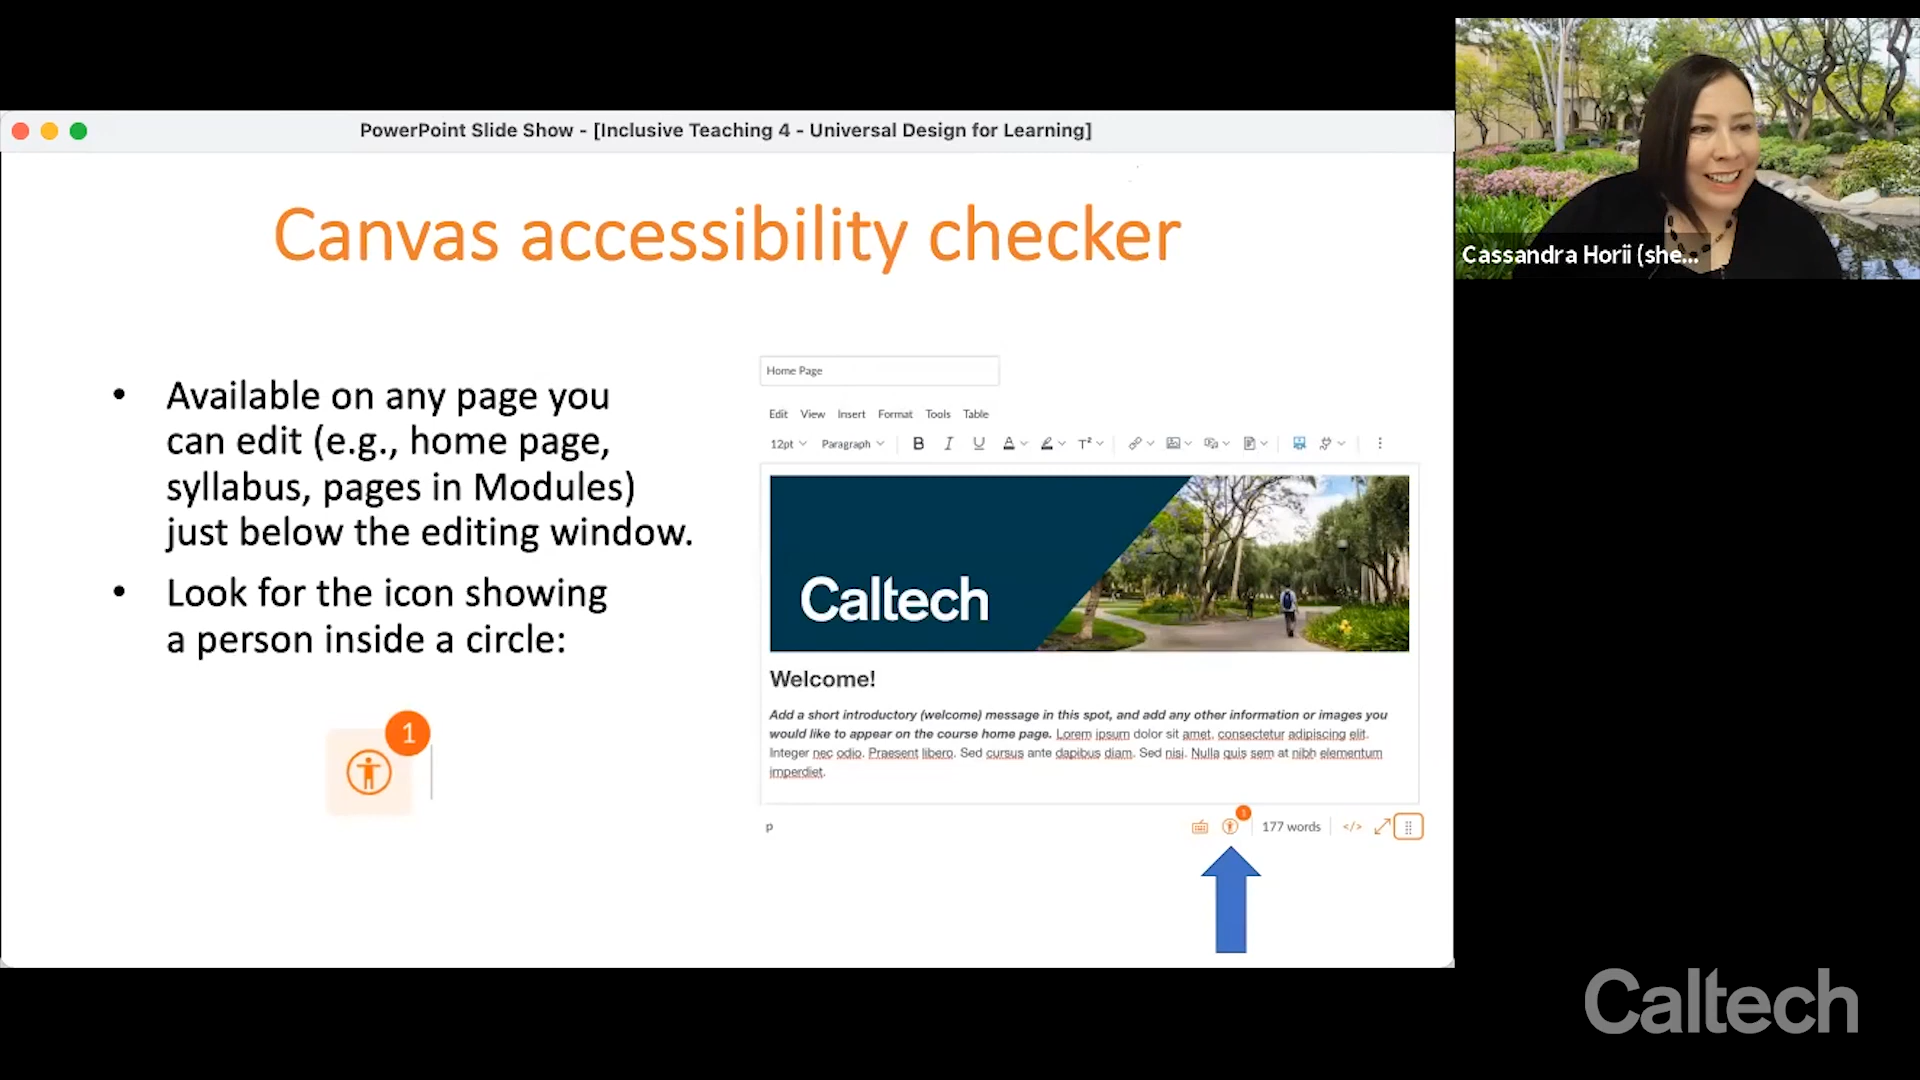 PowerPoint Slide Show - [Inclusive Teaching 4 - Universal Design for Learning]
Canvas accessibility checker
• Available on any page you
can edit (e.g., home page,
syllabus, pages in Modules)
just below the editing window.
• Look for the icon showing
a person inside a circle:
1
Home Page
Edit View Insert Format Tools Table
12pt Paragraph B I U A T²
Caltech
Welcome!
Add a short introductory (welcome) message in this spot, and add any other information or images you
would like to appear on the course home page. Lorem ipsum dolor sit amet, consectetur adipiscing elit.
Integer nec odio. Praesent libero. Sed cursus ante dapibus diam. Sed nisi. Nulla quis sem at nibh elementum
imperdiet.
p
1
177 words </>
Cassandra Horii (she...
Caltech